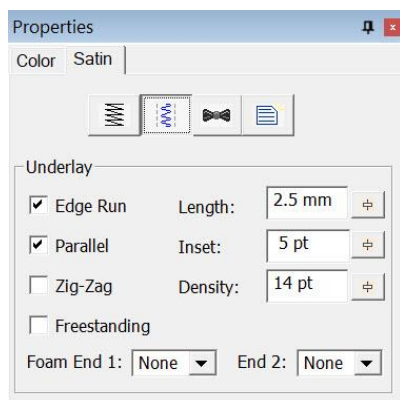 Properties
Color Satin
Underlay
Edge Run Length: 2.5 mm
Parallel Inset: 5 pt
Zig-Zag Density: 14 pt
Freestanding
Foam End 1: None End 2: None